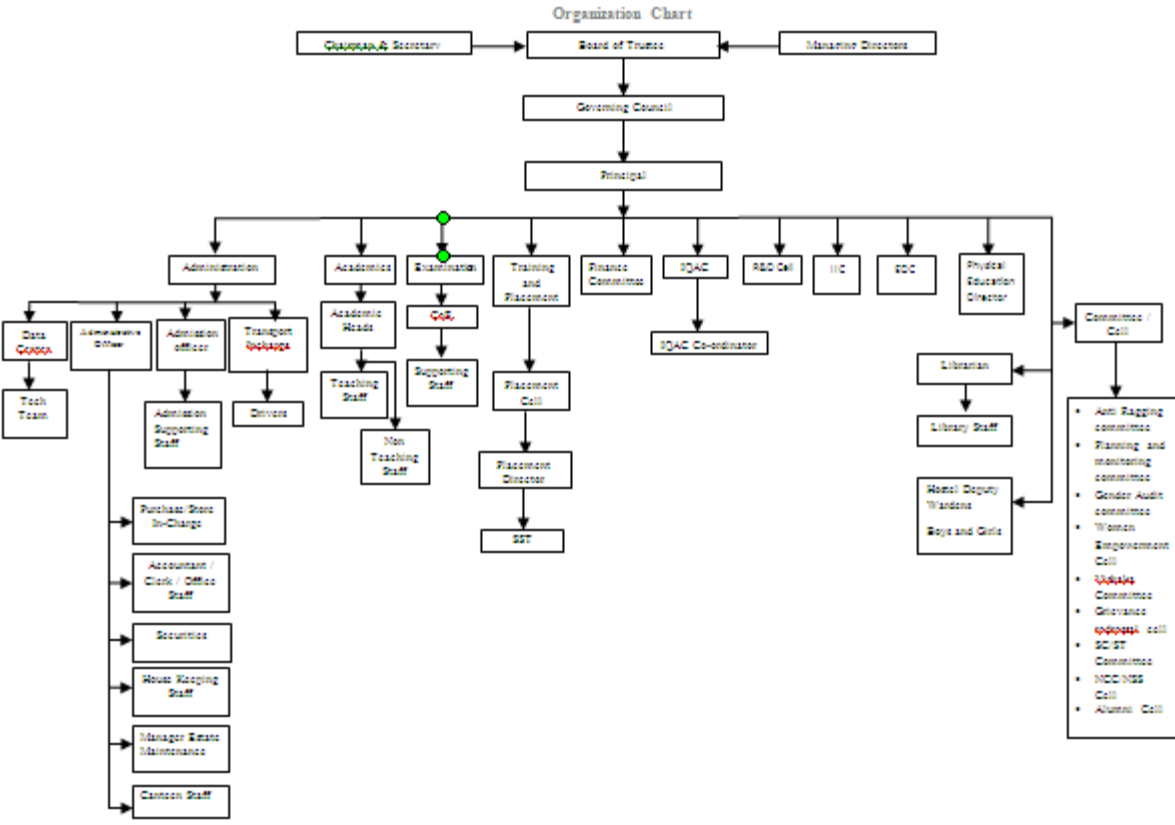 Organization Chart
Chairman & Secretary
Board of Trustee
Managing Directors
Governing Council
Principal
Administration
Academics
Examination
Training
and
Placement
Finance
Committee
IQAC
R&D Cell
IIC
EDC
Physical
Education
Director
Data
Administrative
Officer
Admission
officer
Transport
Incharge
Academic
Heads
CoE
Committee /
Cell
IQAC Co-ordinator
Librarian
Tech
Team
Admission
Supporting
Staff
Drivers
Teaching
Staff
Supporting
Staff
Placement
Cell
Library Staff
Non
Teaching
Staff
Placement
Director
Hostel Deputy
Wardens
Boys and Girls
SST
Purchase/Store
In-Charge
Accountant /
Clerk / Office
Staff
Securities
House Keeping
Staff
Manager Estate
Maintenance
Canteen Staff
• Anti Ragging
committee
• Planning and
monitoring
committee
• Gender Audit
committee
• Women
Empowerment
Cell
•
Committee
• Grievance
redressal cell
• SC/ST
Committee
• NCC/NSS
Cell
• Alumni Cell